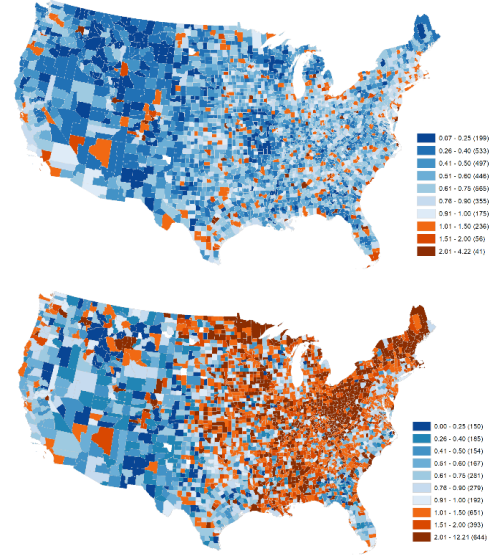 0.07 - 0.25 (199)
0.26 - 0.40 (533)
0.41 - 0.50 (497)
0.51 - 0.60 (446)
0.61 - 0.75 (565)
0.76 - 0.90 (355)
0.91 - 1.00 (175)
1.01 - 1.50 (236)
1.51 - 2.00 (56)
2.01 - 4.22 (41)
0.00 - 0.25 (150)
0.26 - 0.40 (165)
0.41 - 0.50 (154)
0.51 - 0.60 (167)
0.61 - 0.75 (281)
0.76 - 0.90 (279)
0.91 - 1.00 (192)
1.01 - 1.50 (651)
1.51 - 2.00 (393)
2.01 - 12.21 (644)